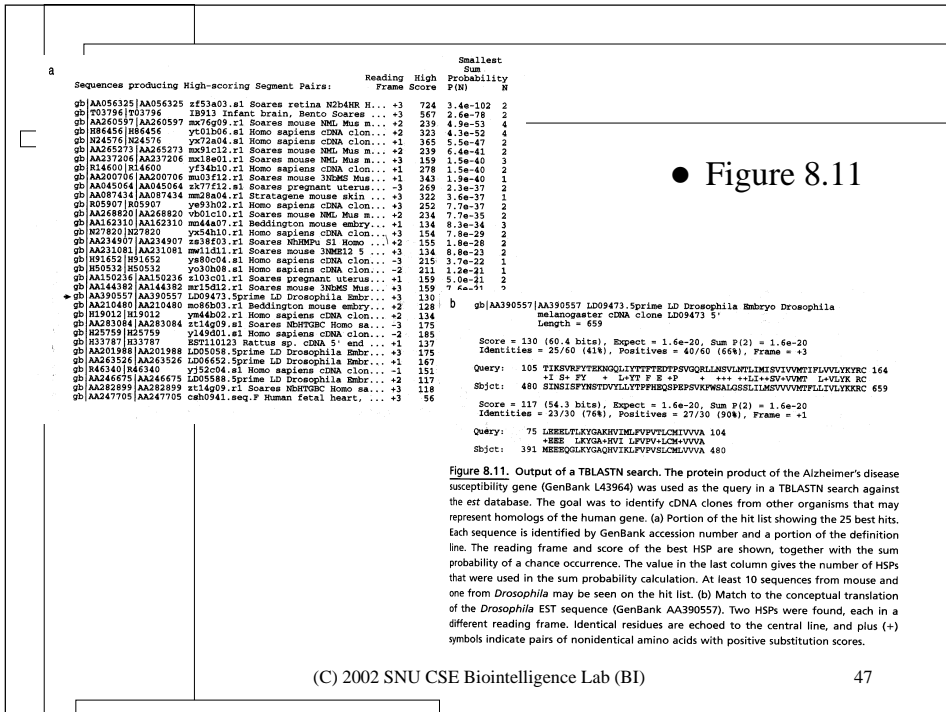 a
Smallest
Sum
Reading High Probability
Sequences producing High-scoring Segment Pairs: Frame Score P(N) N
gb|AA056325|AA056325 zf53a03.s1 Soares retina N2b4HR H... +3 724 3.4e-102 2
gb|T03796|T03796 IB913 Infant brain, Bento Soares ... +3 567 2.6e-78 2
gb|AA260597|AA260597 mx76g09.r1 Soares mouse NML Mus m... +2 239 4.9e-53 4
gb|H86456|H86456 yt01b06.s1 Homo sapiens cDNA clon... +2 323 4.3e-52 4
gb|N24576|N24576 yx72a04.s1 Homo sapiens cDNA clon... +1 365 5.5e-47 2
gb|AA265273|AA265273 mx91c12.r1 Soares mouse NML Mus m... +2 239 6.4e-41 2
gb|AA237206|AA237206 mx18e01.r1 Soares mouse NML Mus m... +3 159 1.5e-40 3
gb|R14600|R14600 yf34b10.r1 Homo sapiens cDNA clon... +1 278 1.5e-40 2
gb|AA200706|AA200706 mu03f12.r1 Soares mouse 3NbMS Mus... +1 343 1.9e-40 1
gb|AA045064|AA045064 zk77f12.s1 Soares pregnant uterus... -3 269 2.3e-37 2
gb|AA087434|AA087434 mm28a04.r1 Stratagene mouse skin ... +3 322 3.6e-37 1
gb|R05907|R05907 ye93h02.r1 Homo sapiens cDNA clon... +3 252 7.7e-37 2
gb|AA268820|AA268820 vb01c10.r1 Soares mouse NML Mus m... +2 234 7.7e-35 2
gb|AA162310|AA162310 mn44a07.r1 Beddington mouse embry... +1 134 8.3e-34 3
gb|N27820|N27820 yx54h10.r1 Homo sapiens cDNA clon... +3 154 7.8e-29 2
gb|AA234907|AA234907 zs38f03.r1 Soares NhHMPu S1 Homo ... +2 155 1.8e-28 2
gb|AA231081|AA231081 mw11d11.r1 Soares mouse 3NME12 5 ... +3 134 8.8e-23 2
gb|H91652|H91652 ys80c04.s1 Homo sapiens cDNA clon... -3 215 3.7e-22 1
gb|H50532|H50532 yo30h08.s1 Homo sapiens cDNA clon... -2 211 1.2e-21 1
gb|AA150236|AA150236 zl03c01.r1 Soares pregnant uterus... +1 159 5.0e-21 2
gb|AA144382|AA144382 mr15d12.r1 Soares mouse 3NbMS Mus... +3 159
gb|AA390557|AA390557 LD09473.5prime LD Drosophila Embr... +3 130
gb|AA210480|AA210480 mo86b03.r1 Beddington mouse embry... +2 128
gb|H19012|H19012 ym44b02.r1 Homo sapiens cDNA clon... +2 134
gb|AA283084|AA283084 zt14g09.s1 Soares NbHTGBC Homo sa... -3 175
gb|H25759|H25759 yl49d01.s1 Homo sapiens cDNA clon... -2 185
gb|H33787|H33787 EST110123 Rattus sp. cDNA 5' end ... +1 137
gb|AA201988|AA201988 LD05058.5prime LD Drosophila Embr... +3 175
gb|AA263526|AA263526 LD06652.5prime LD Drosophila Embr... +1 167
gb|R46340|R46340 yj52c04.s1 Homo sapiens cDNA clon... -1 151
gb|AA246675|AA246675 LD05588.5prime LD Drosophila Embr... +2 117
gb|AA282899|AA282899 zt14g09.r1 Soares NbHTGBC Homo sa... +3 118
gb|AA247705|AA247705 csh0941.seq.F Human fetal heart, ... +3 56
• Figure 8.11
b gb|AA390557|AA390557 LD09473.5prime LD Drosophila Embryo Drosophila
melanogaster cDNA clone LD09473 5'
Length = 659
Score = 130 (60.4 bits), Expect = 1.6e-20, Sum P(2) = 1.6e-20
Identities = 25/60 (41%), Positives = 40/60 (66%), Frame = +3
Query: 105 TIKSVRFYTEKNGQLIYTTFTEDTPSVGQRLLNSVLNTLIMISVIVVMTIFLVVLYKYRC 164
+I S+ FY + L+YT F E +P + +++ ++LI++SV+VVMT L+VLYK RC
Sbjct: 480 SINSISFYNSTDVYLLYTPFHEQSPEPSVKFWSALGSSLILMSVVVVMTFLLIVLYKKRC 659
Score = 117 (54.3 bits), Expect = 1.6e-20, Sum P(2) = 1.6e-20
Identities = 23/30 (76%), Positives = 27/30 (90%), Frame = +1
Query: 75 LEEELTLKYGAKHVIMLFVPVTLCMIVVVA 104
+EEE LKYGA+HVI LFVPV+LCM+VVVA
Sbjct: 391 MEEEQGLKYGAQHVIKLFVPVSLCMLVVVA 480
Figure 8.11. Output of a TBLASTN search. The protein product of the Alzheimer's disease
susceptibility gene (GenBank L43964) was used as the query in a TBLASTN search against
the est database. The goal was to identify cDNA clones from other organisms that may
represent homologs of the human gene. (a) Portion of the hit list showing the 25 best hits.
Each sequence is identified by GenBank accession number and a portion of the definition
line. The reading frame and score of the best HSP are shown, together with the sum
probability of a chance occurrence. The value in the last column gives the number of HSPs
that were used in the sum probability calculation. At least 10 sequences from mouse and
one from Drosophila may be seen on the hit list. (b) Match to the conceptual translation
of the Drosophila EST sequence (GenBank AA390557). Two HSPs were found, each in a
different reading frame. Identical residues are echoed to the central line, and plus (+)
symbols indicate pairs of nonidentical amino acids with positive substitution scores.
(C) 2002 SNU CSE Biointelligence Lab (BI)
47